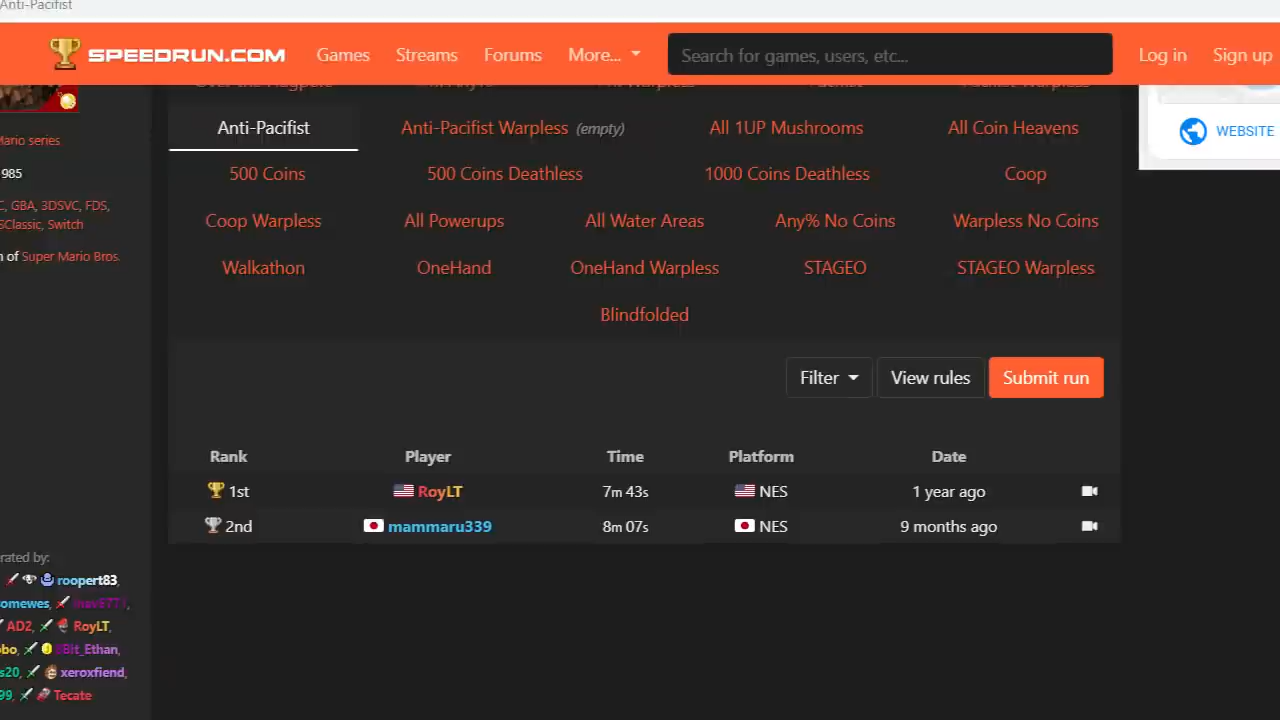 Anti-Pacifist
SPEEDRUN.COM Games Streams Forums More... Search for games, users, etc... Log in Sign up
Anti-Pacifist Anti-Pacifist Warpless (empty) All 1UP Mushrooms All Coin Heavens
500 Coins 500 Coins Deathless 1000 Coins Deathless Coop
Coop Warpless All Powerups All Water Areas Any% No Coins Warpless No Coins
Walkathon OneHand OneHand Warpless STAGEO STAGEO Warpless
Blindfolded
Filter View rules Submit run
Rank Player Time Platform Date
1st RoyLT 7m 43s NES 1 year ago
2nd mammaru339 8m 07s NES 9 months ago
WEBSITE
Mario series
985
C, GBA, 3DSVC, FDS,
SClassic, Switch
n of Super Mario Bros.
rated by:
roopert83,
omewes,
AD2, RoyLT,
bo, 8Bit_Ethan,
s20, xeroxfiend,
99, Tecate